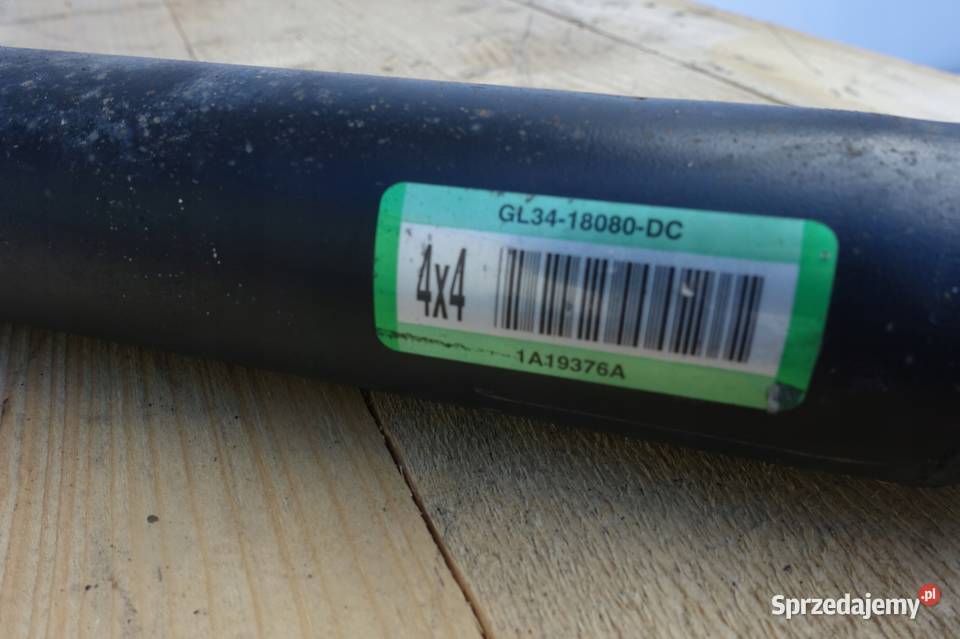 GL34-18080-DC
4x4
1A19376A
Sprzedajemy.pl